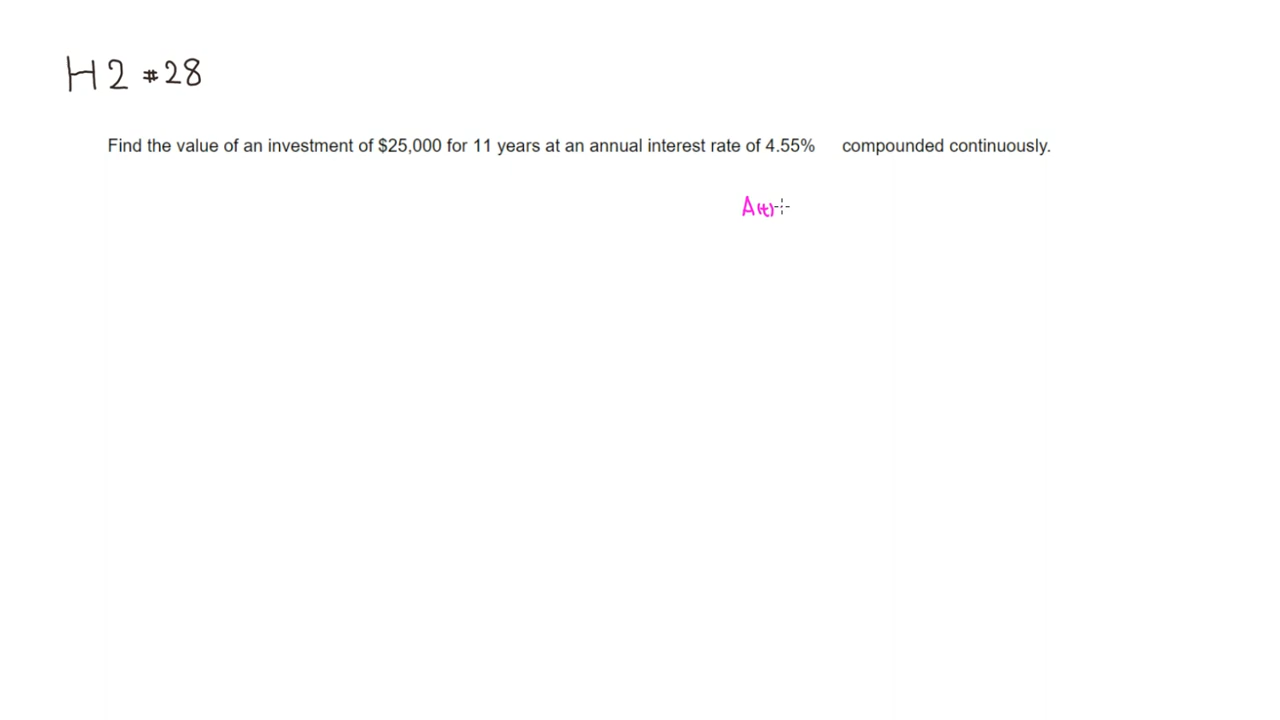 H2 #28
Find the value of an investment of $25,000 for 11 years at an annual interest rate of 4.55% compounded continuously.
A(t)